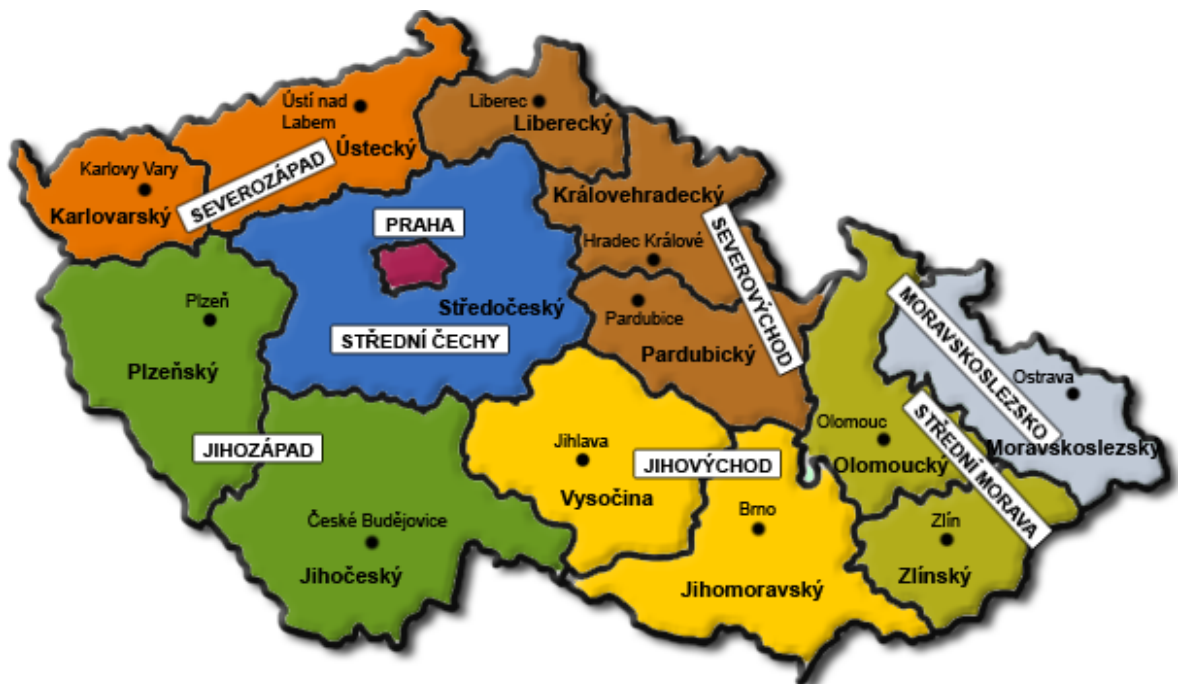 Ústí nad
Labem
Ústecký
Liberec
Liberecký
Karlovy Vary
Karlovarský
SEVEROZÁPAD
Královehradecký
Hradec Králové
SEVEROVÝCHOD
PRAHA
Středočeský
STŘEDNÍ ČECHY
Plzeň
Plzeňský
Pardubice
Pardubický
MORAVSKOSLEZSKO
Ostrava
Moravskoslezský
JIHOZÁPAD
Jihlava
Vysočina
JIHOVÝCHOD
Olomouc
Olomoucký
STŘEDNÍ MORAVA
České Budějovice
Jihočeský
Brno
Jihomoravský
Zlín
Zlínský